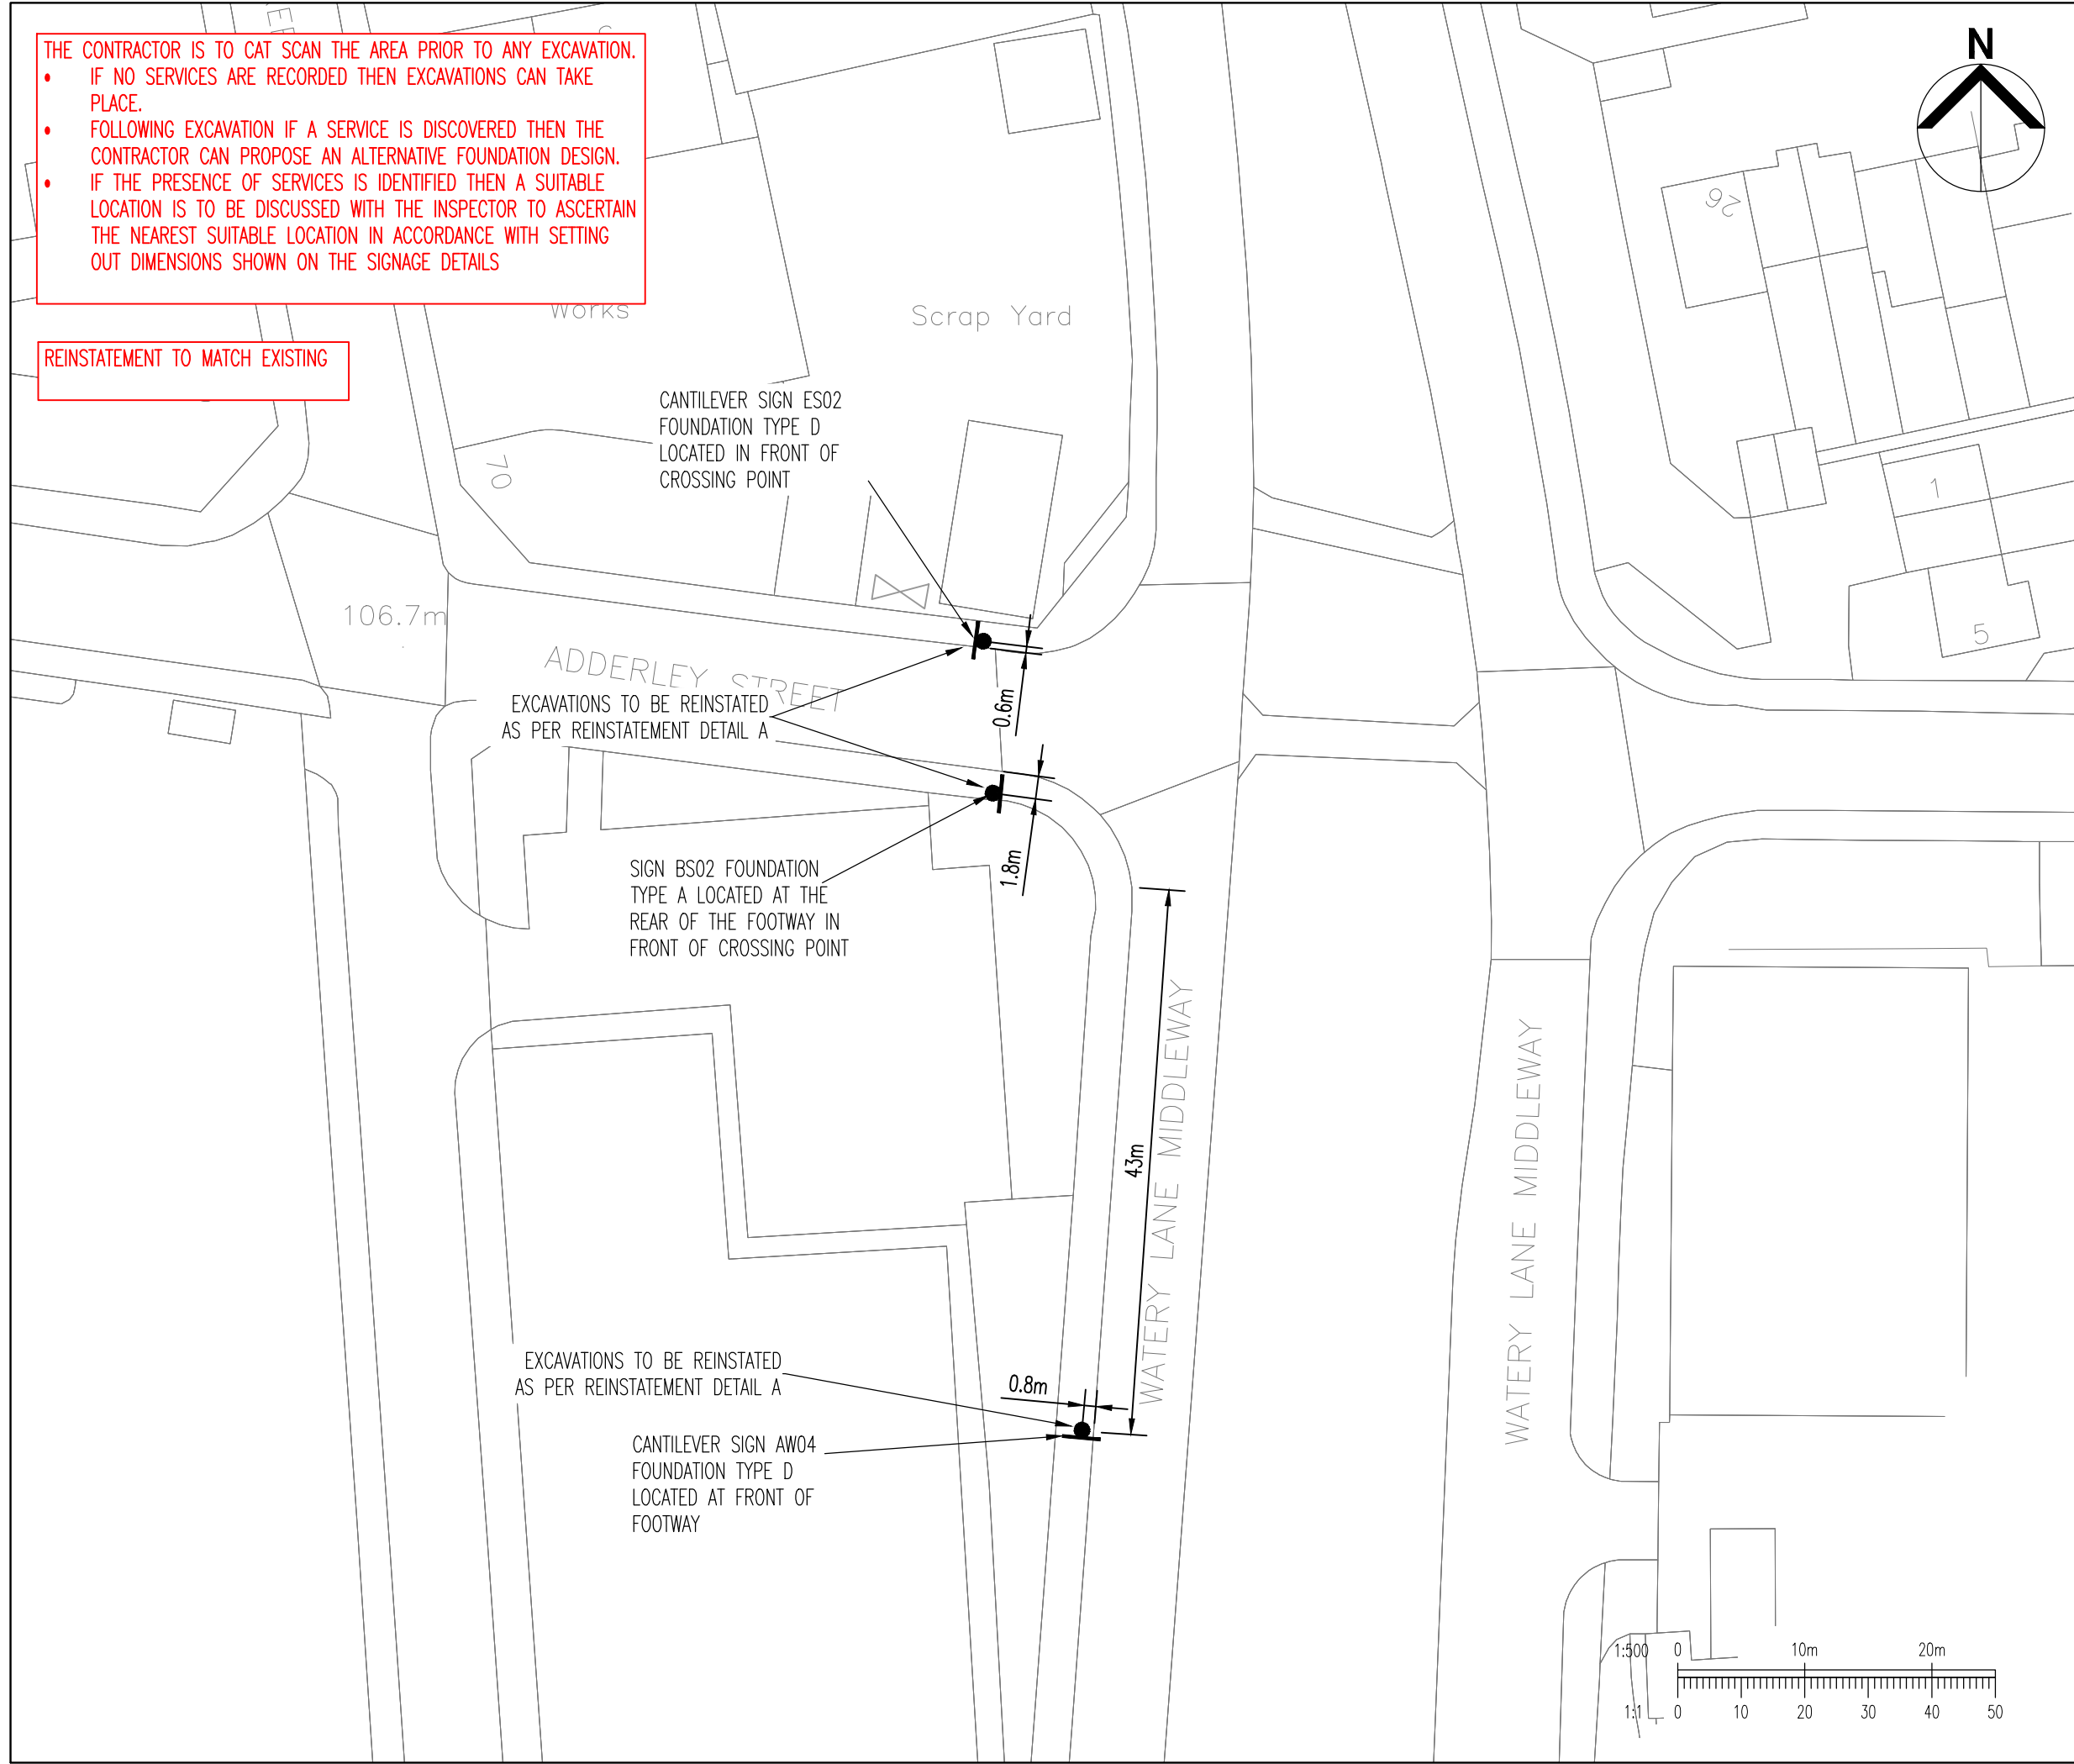 THE CONTRACTOR IS TO CAT SCAN THE AREA PRIOR TO ANY EXCAVATION.
• IF NO SERVICES ARE RECORDED THEN EXCAVATIONS CAN TAKE
PLACE.
• FOLLOWING EXCAVATION IF A SERVICE IS DISCOVERED THEN THE
CONTRACTOR CAN PROPOSE AN ALTERNATIVE FOUNDATION DESIGN.
• IF THE PRESENCE OF SERVICES IS IDENTIFIED THEN A SUITABLE
LOCATION IS TO BE DISCUSSED WITH THE INSPECTOR TO ASCERTAIN
THE NEAREST SUITABLE LOCATION IN ACCORDANCE WITH SETTING
OUT DIMENSIONS SHOWN ON THE SIGNAGE DETAILS
N
26
Works
Scrap Yard
REINSTATEMENT TO MATCH EXISTING
CANTILEVER SIGN ES02
FOUNDATION TYPE D
LOCATED IN FRONT OF
CROSSING POINT
70
1
5
106.7m
ADDERLEY STREET
0.6m
EXCAVATIONS TO BE REINSTATED
AS PER REINSTATEMENT DETAIL A
1.8m
SIGN BS02 FOUNDATION
TYPE A LOCATED AT THE
REAR OF THE FOOTWAY IN
FRONT OF CROSSING POINT
43m
WATERY LANE MIDDLEWAY
WATERY LANE MIDDLEWAY
EXCAVATIONS TO BE REINSTATED
AS PER REINSTATEMENT DETAIL A
0.8m
CANTILEVER SIGN AW04
FOUNDATION TYPE D
LOCATED AT FRONT OF
FOOTWAY
1:500 0 10m 20m
1:1 0 10 20 30 40 50